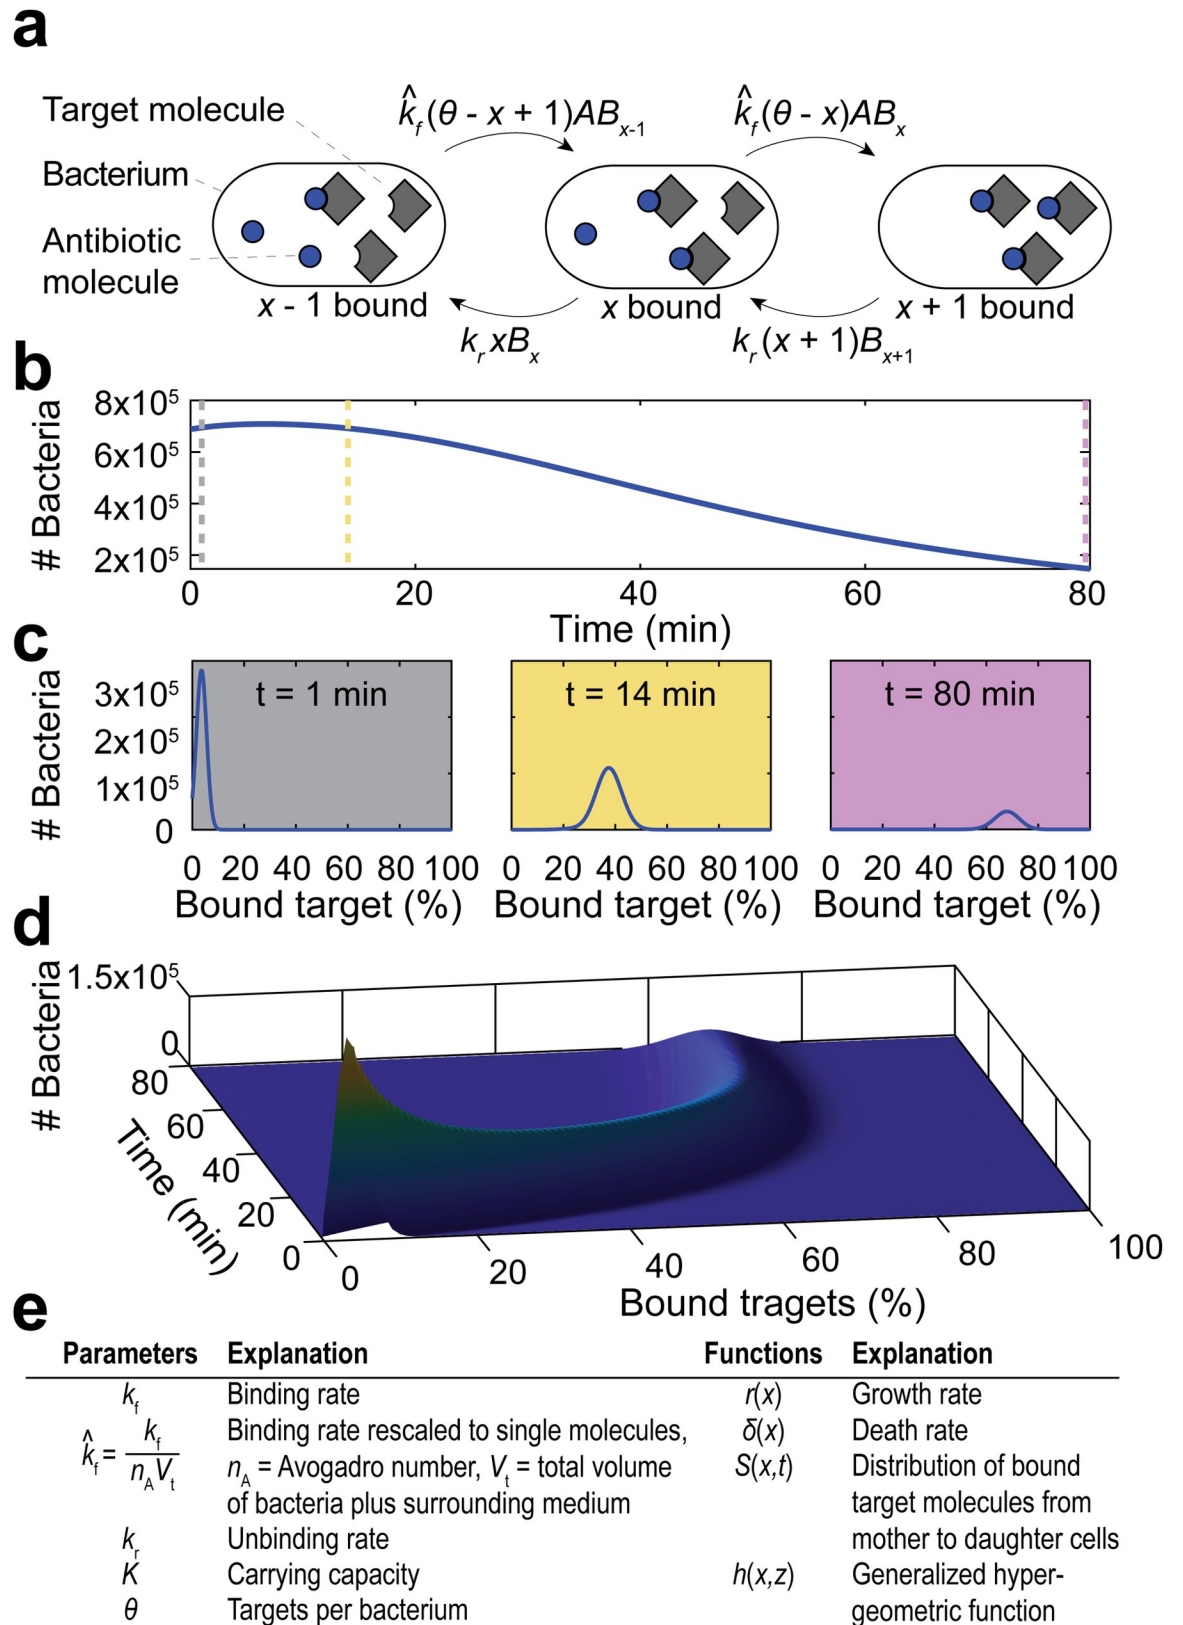 a
Target molecule
Bacterium
Antibiotic
molecule
k̂f(θ - x + 1)ABx-1
k̂f(θ - x)ABx
x - 1 bound
x bound
x + 1 bound
krxBx
kr(x + 1)Bx+1
b
# Bacteria
8x10⁵
6x10⁵
4x10⁵
2x10⁵
0 20 40 60 80
Time (min)
c
# Bacteria
3x10⁵
2x10⁵
1x10⁵
0
t = 1 min
t = 14 min
t = 80 min
0 20 40 60 80 100
0 20 40 60 80 100
0 20 40 60 80 100
Bound target (%)
Bound target (%)
Bound target (%)
d
# Bacteria
1.5x10⁵
0
80
60
40
20
0
Time (min)
0 20 40 60 80 100
Bound tragets (%)
e
Parameters Explanation Functions Explanation
kf Binding rate r(x) Growth rate
k̂f = kf / nAVt Binding rate rescaled to single molecules, δ(x) Death rate
nA = Avogadro number, Vt = total volume S(x,t) Distribution of bound
of bacteria plus surrounding medium target molecules from
kr Unbinding rate mother to daughter cells
K Carrying capacity h(x,z) Generalized hyper-
θ Targets per bacterium geometric function